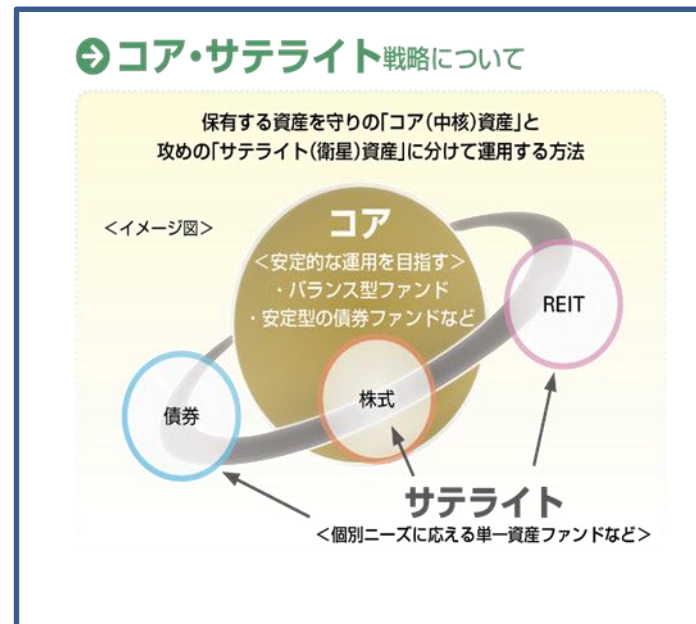 コア・サテライト戦略について
保有する資産を守りの「コア(中核)資産」と
攻めの「サテライト(衛星)資産」に分けて運用する方法
<イメージ図>
コア
<安定的な運用を目指す>
・バランス型ファンド
・安定型の債券ファンドなど
REIT
株式
債券
サテライト
<個別ニーズに応える単一資産ファンドなど>